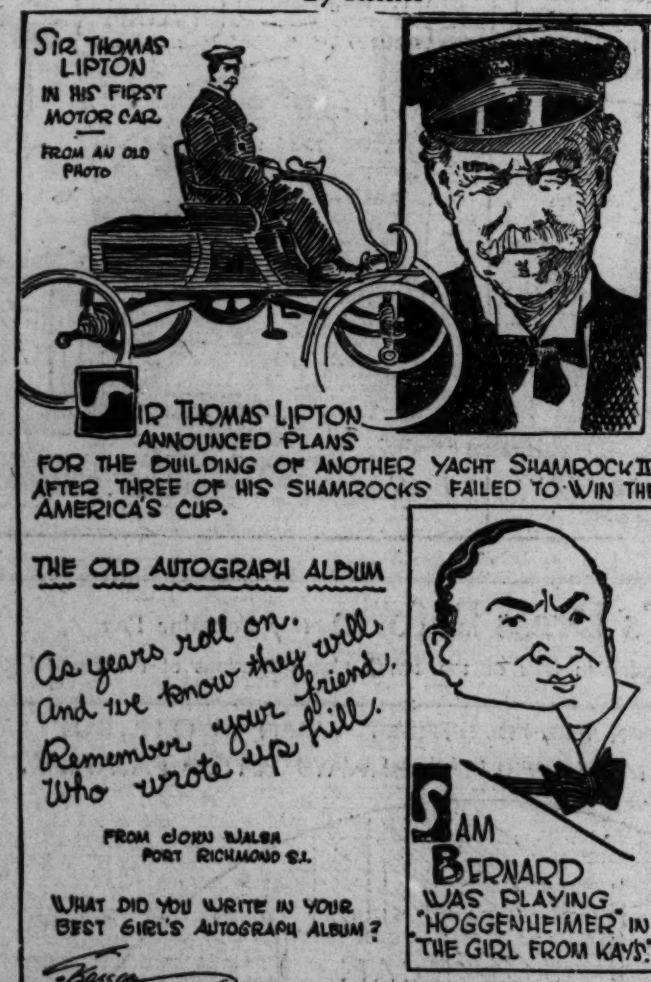 SIR THOMAS
LIPTON
IN HIS FIRST
MOTOR CAR
FROM AN OLD
PHOTO
SIR THOMAS LIPTON
ANNOUNCED PLANS
FOR THE BUILDING OF ANOTHER YACHT SHAMROCK
AFTER THREE OF HIS SHAMROCKS FAILED TO WIN THE
AMERICA'S CUP.
THE OLD AUTOGRAPH ALBUM
As years roll on.
And I've know they will.
Remember your friend.
Who wrote up hill.
FROM JOHN WALSH
PORT RICHMOND S.I.
WHAT DID YOU WRITE IN YOUR
BEST GIRL'S AUTOGRAPH ALBUM?
SAM
BERNARD
WAS PLAYING
"HOGGENHEIMER" IN
"THE GIRL FROM KAY'S."